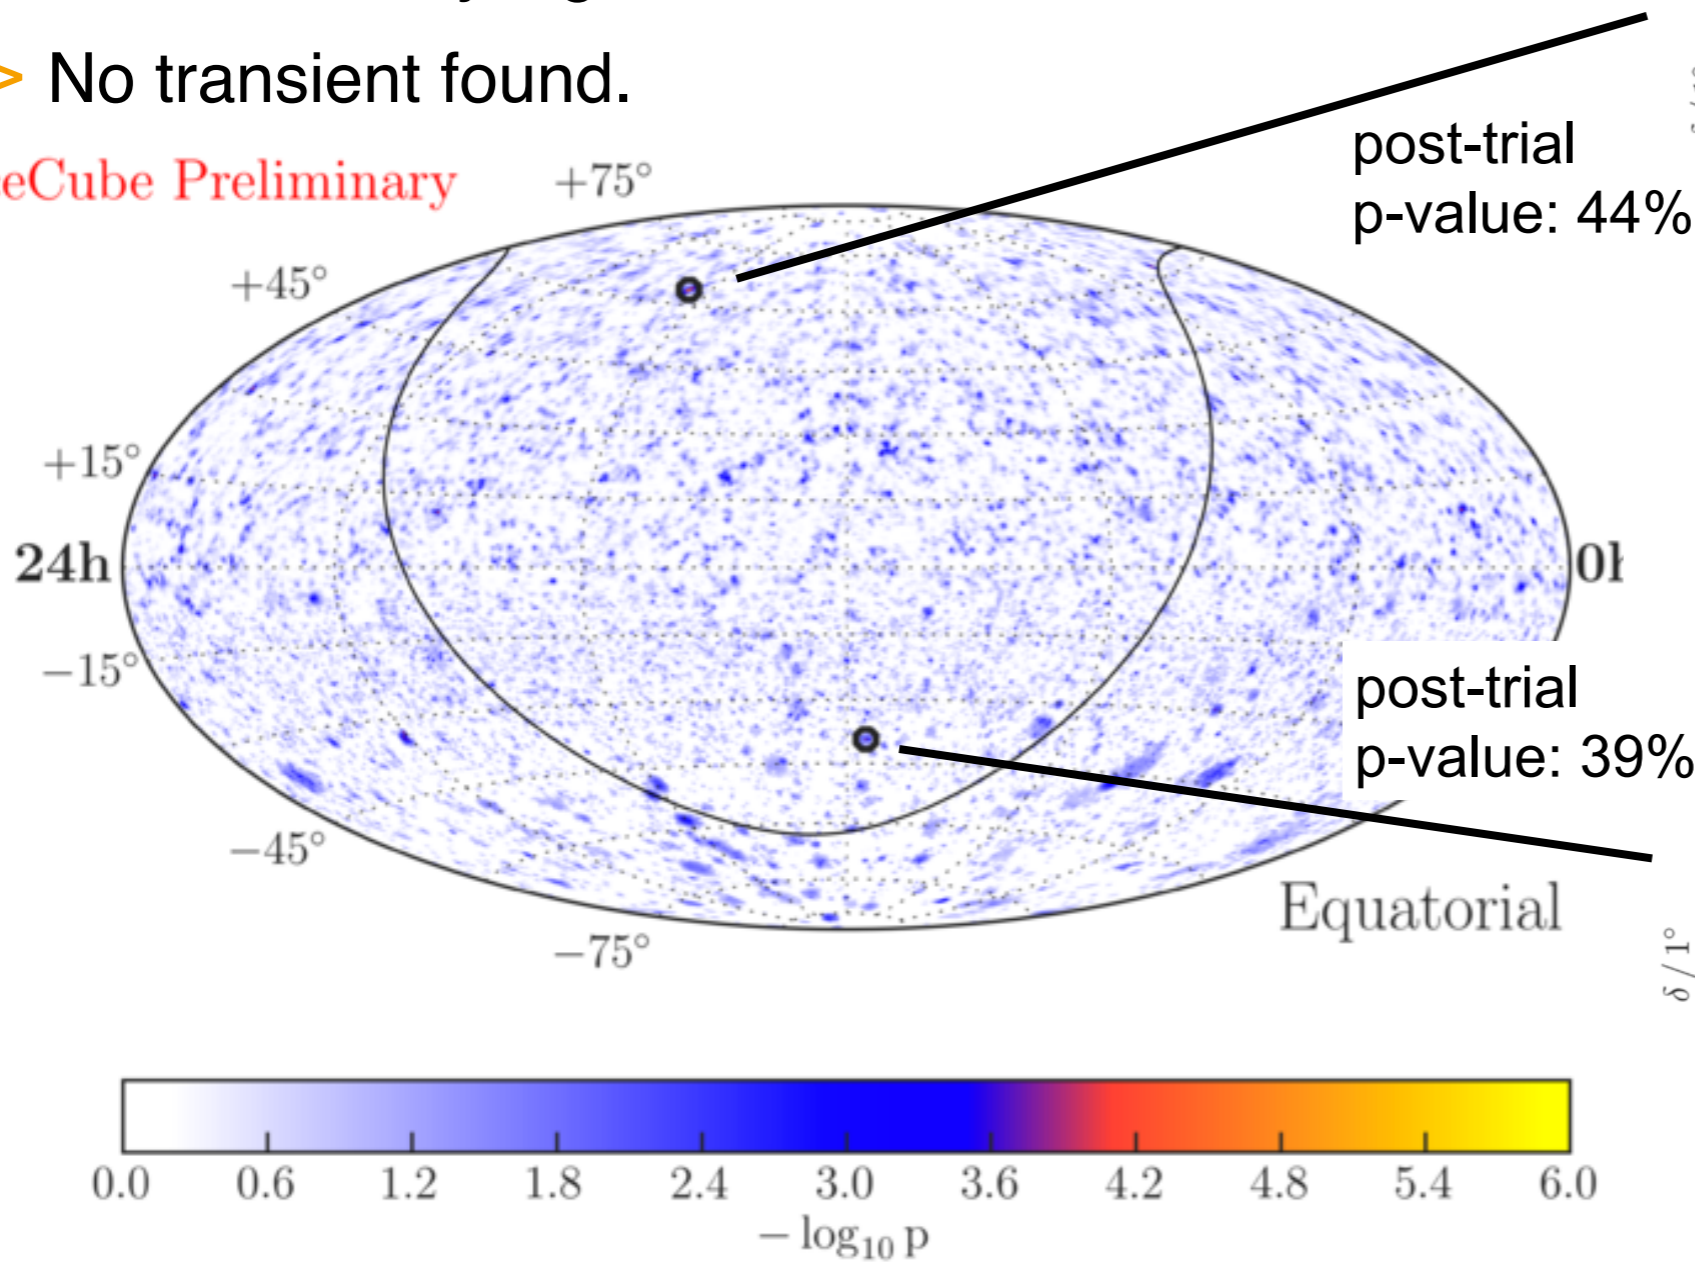 > No transient found.
eCube Preliminary
+75°
post-trial
p-value: 44%
+45°
+15°
24h
0h
−15°
post-trial
p-value: 39%
−45°
Equatorial
−75°
δ / 1°
0.0 0.6 1.2 1.8 2.4 3.0 3.6 4.2 4.8 5.4 6.0
− log₁₀ p